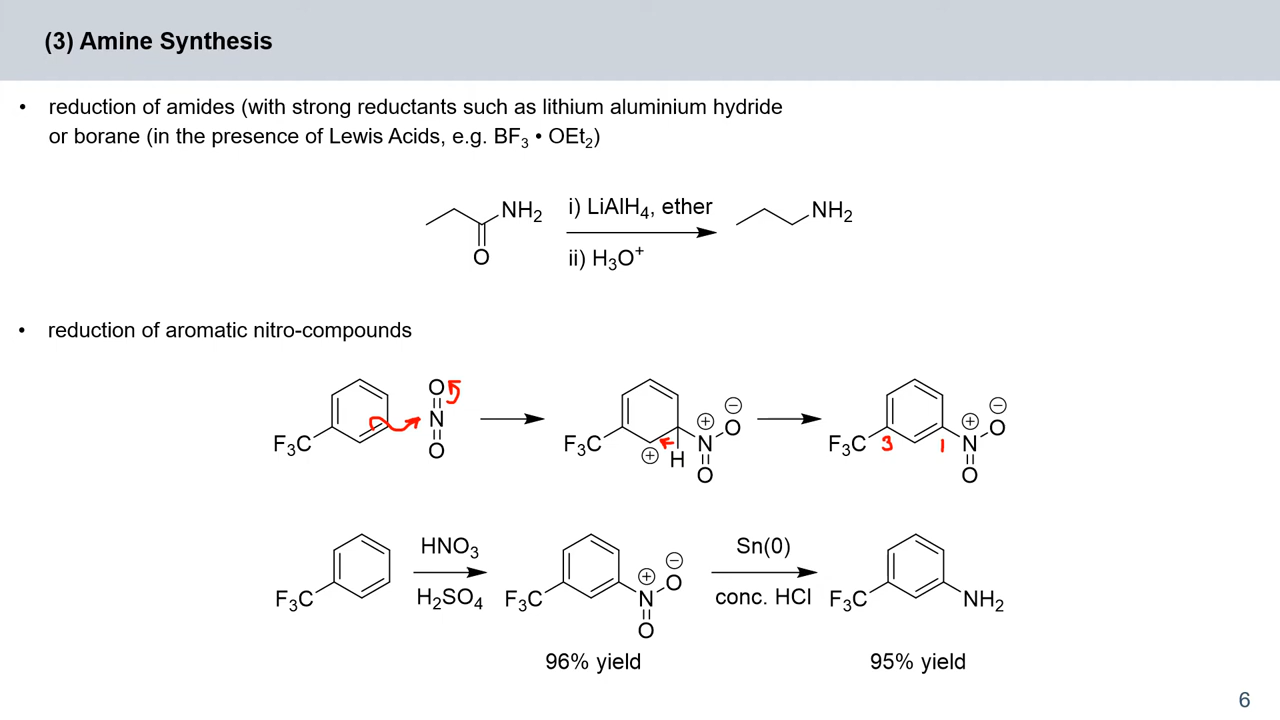 (3) Amine Synthesis
• reduction of amides (with strong reductants such as lithium aluminium hydride
or borane (in the presence of Lewis Acids, e.g. BF₃ • OEt₂)
NH₂
O
i) LiAlH₄, ether
ii) H₃O⁺
NH₂
• reduction of aromatic nitro-compounds
F₃C
O
N
O
F₃C
⊕
H
⊕
N
⊖
O
O
F₃C
3
1
⊕
N
⊖
O
O
F₃C
HNO₃
H₂SO₄
F₃C
⊕
N
⊖
O
O
Sn(0)
conc. HCl
F₃C
NH₂
96% yield
95% yield
6